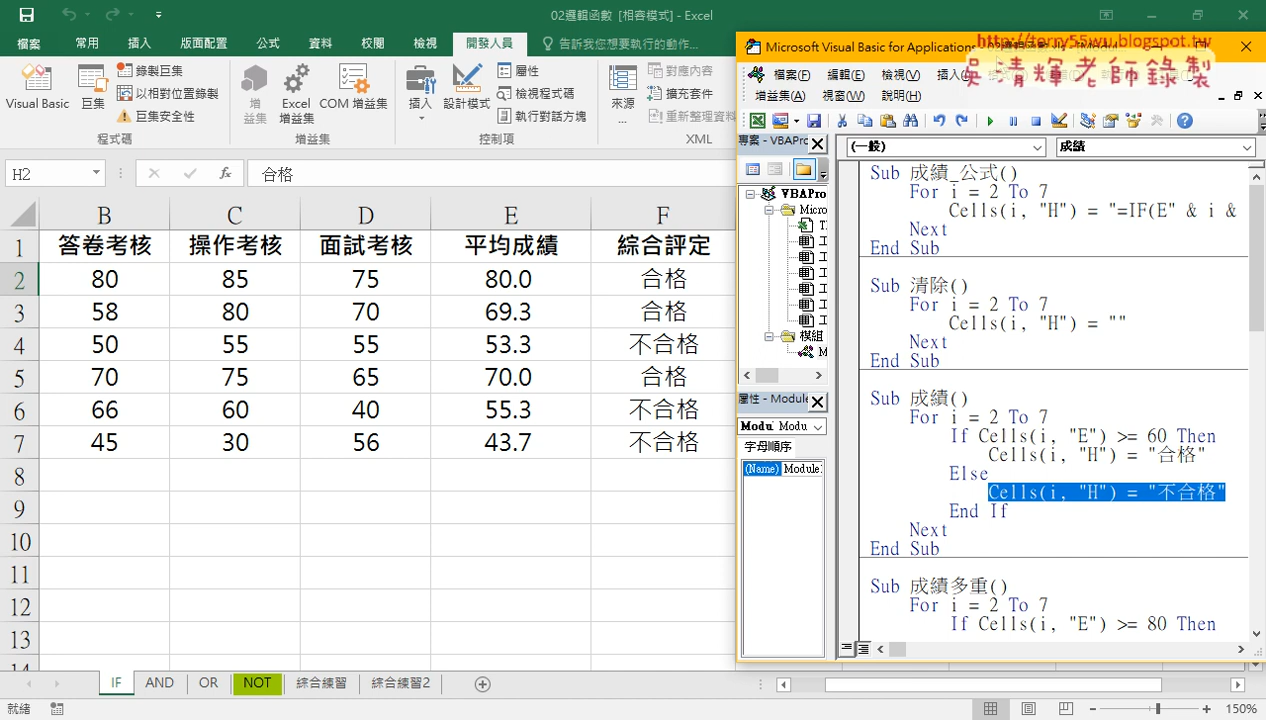 02邏輯函數 [相容模式] - Excel
檔案 常用 插入 版面配置 公式 資料 校閱 檢視 開發人員 告訴我您想要執行的動作...
Visual Basic 巨集 錄製巨集 以相對位置錄製 巨集安全性 程式碼
增益集 Excel 增益集 COM 增益集 增益集
插入 設計模式 屬性 檢視程式碼 執行對話方塊 控制項
來源 ... 對應內容 擴充套件 重新整理資料 XML
H2 fx 合格
B C D E F
1 答卷考核 操作考核 面試考核 平均成績 綜合評定
2 80 85 75 80.0 合格
3 58 80 70 69.3 合格
4 50 55 55 53.3 不合格
5 70 75 65 70.0 合格
6 66 60 40 55.3 不合格
7 45 30 56 43.7 不合格
8
9
10
11
12
13
14
IF AND OR NOT 綜合練習 綜合練習2
就緒
150%
Microsoft Visual Basic for Applications
http://terry55wu.blogspot.tw
吳清輝老師錄製
檔案(F) 編輯(E) 檢視(V)
增益集(A) 視窗(W) 說明(H)
專案 - VBAPro
VBAPro
Micro
模組
M
屬性 - Module
Modu Modu
字母順序
(Name) Module
(一般) 成績
Sub 成績_公式()
For i = 2 To 7
Cells(i, "H") = "=IF(E" & i &
Next
End Sub
Sub 清除()
For i = 2 To 7
Cells(i, "H") = ""
Next
End Sub
Sub 成績()
For i = 2 To 7
If Cells(i, "E") >= 60 Then
Cells(i, "H") = "合格"
Else
Cells(i, "H") = "不合格"
End If
Next
End Sub
Sub 成績多重()
For i = 2 To 7
If Cells(i, "E") >= 80 Then